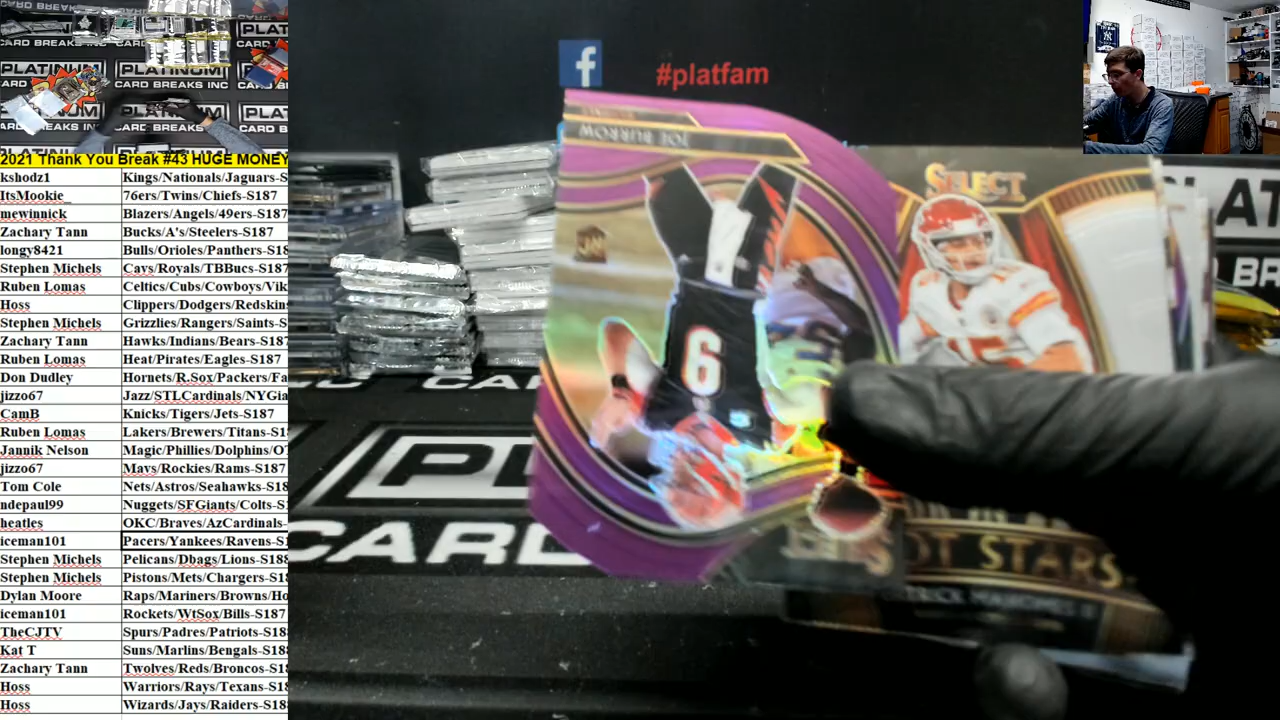 PLATINUM
CARD BREAKS INC
#platfam
JOE BURROW
SELECT
6
2021 Thank You Break #43 HUGE MONEY
kshodz1 Kings/Nationals/Jaguars-S
ItsMookie_ 76ers/Twins/Chiefs-S187
mewinnick Blazers/Angels/49ers-S187
Zachary Tann Bucks/A's/Steelers-S187
longy8421 Bulls/Orioles/Panthers-S18
Stephen Michels Cavs/Royals/TBBucs-S187
Ruben Lomas Celtics/Cubs/Cowboys/Vik
Hoss Clippers/Dodgers/Redskin
Stephen Michels Grizzlies/Rangers/Saints-S
Zachary Tann Hawks/Indians/Bears-S187
Ruben Lomas Heat/Pirates/Eagles-S187
Don Dudley Hornets/R.Sox/Packers/Fa
jizzo67 Jazz/STLCardinals/NYGia
CamB Knicks/Tigers/Jets-S187
Ruben Lomas Lakers/Brewers/Titans-S1
Jannik Nelson Magic/Phillies/Dolphins/O
jizzo67 Mavs/Rockies/Rams-S187
Tom Cole Nets/Astros/Seahawks-S18
ndepaul99 Nuggets/SFGiants/Colts-S
heatles OKC/Braves/AzCardinals-
iceman101 Pacers/Yankees/Ravens-S1
Stephen Michels Pelicans/Dbags/Lions-S188
Stephen Michels Pistons/Mets/Chargers-S18
Dylan Moore Raps/Mariners/Browns/Ho
iceman101 Rockets/WtSox/Bills-S187
TheCJTV Spurs/Padres/Patriots-S18
Kat T Suns/Marlins/Bengals-S18
Zachary Tann Twolves/Reds/Broncos-S18
Hoss Warriors/Rays/Texans-S18
Hoss Wizards/Jays/Raiders-S18